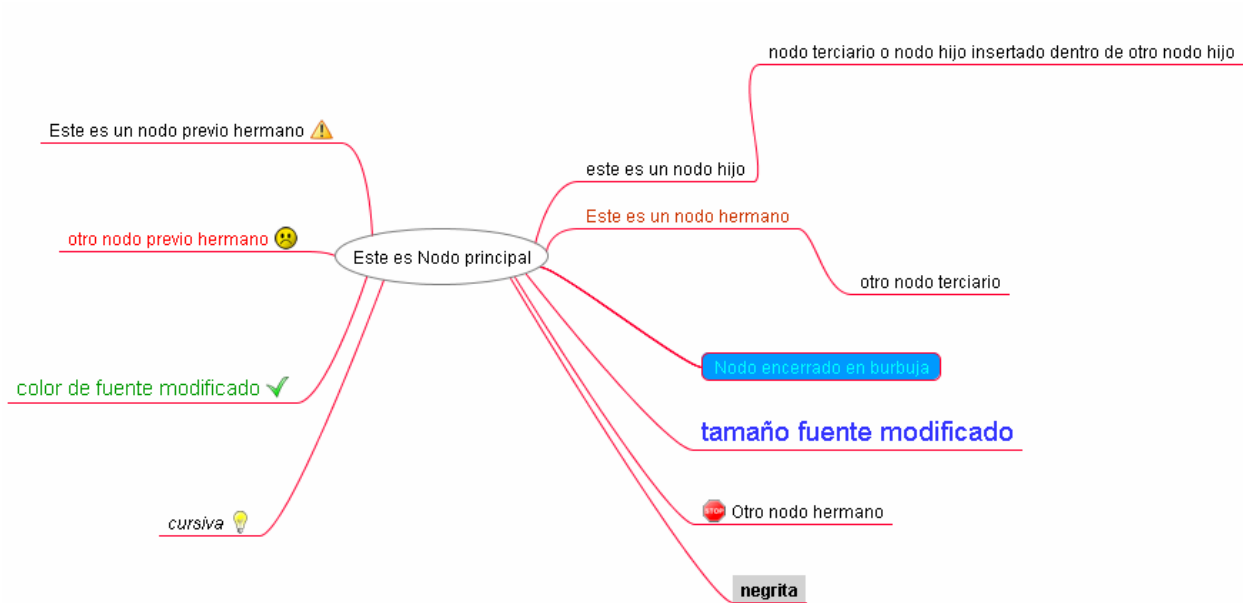 nodo terciario o nodo hijo insertado dentro de otro nodo hijo
Este es un nodo previo hermano
este es un nodo hijo
Este es un nodo hermano
otro nodo previo hermano
Este es Nodo principal
otro nodo terciario
Nodo encerrado en burbuja
color de fuente modificado
tamaño fuente modificado
STOP Otro nodo hermano
cursiva
negrita